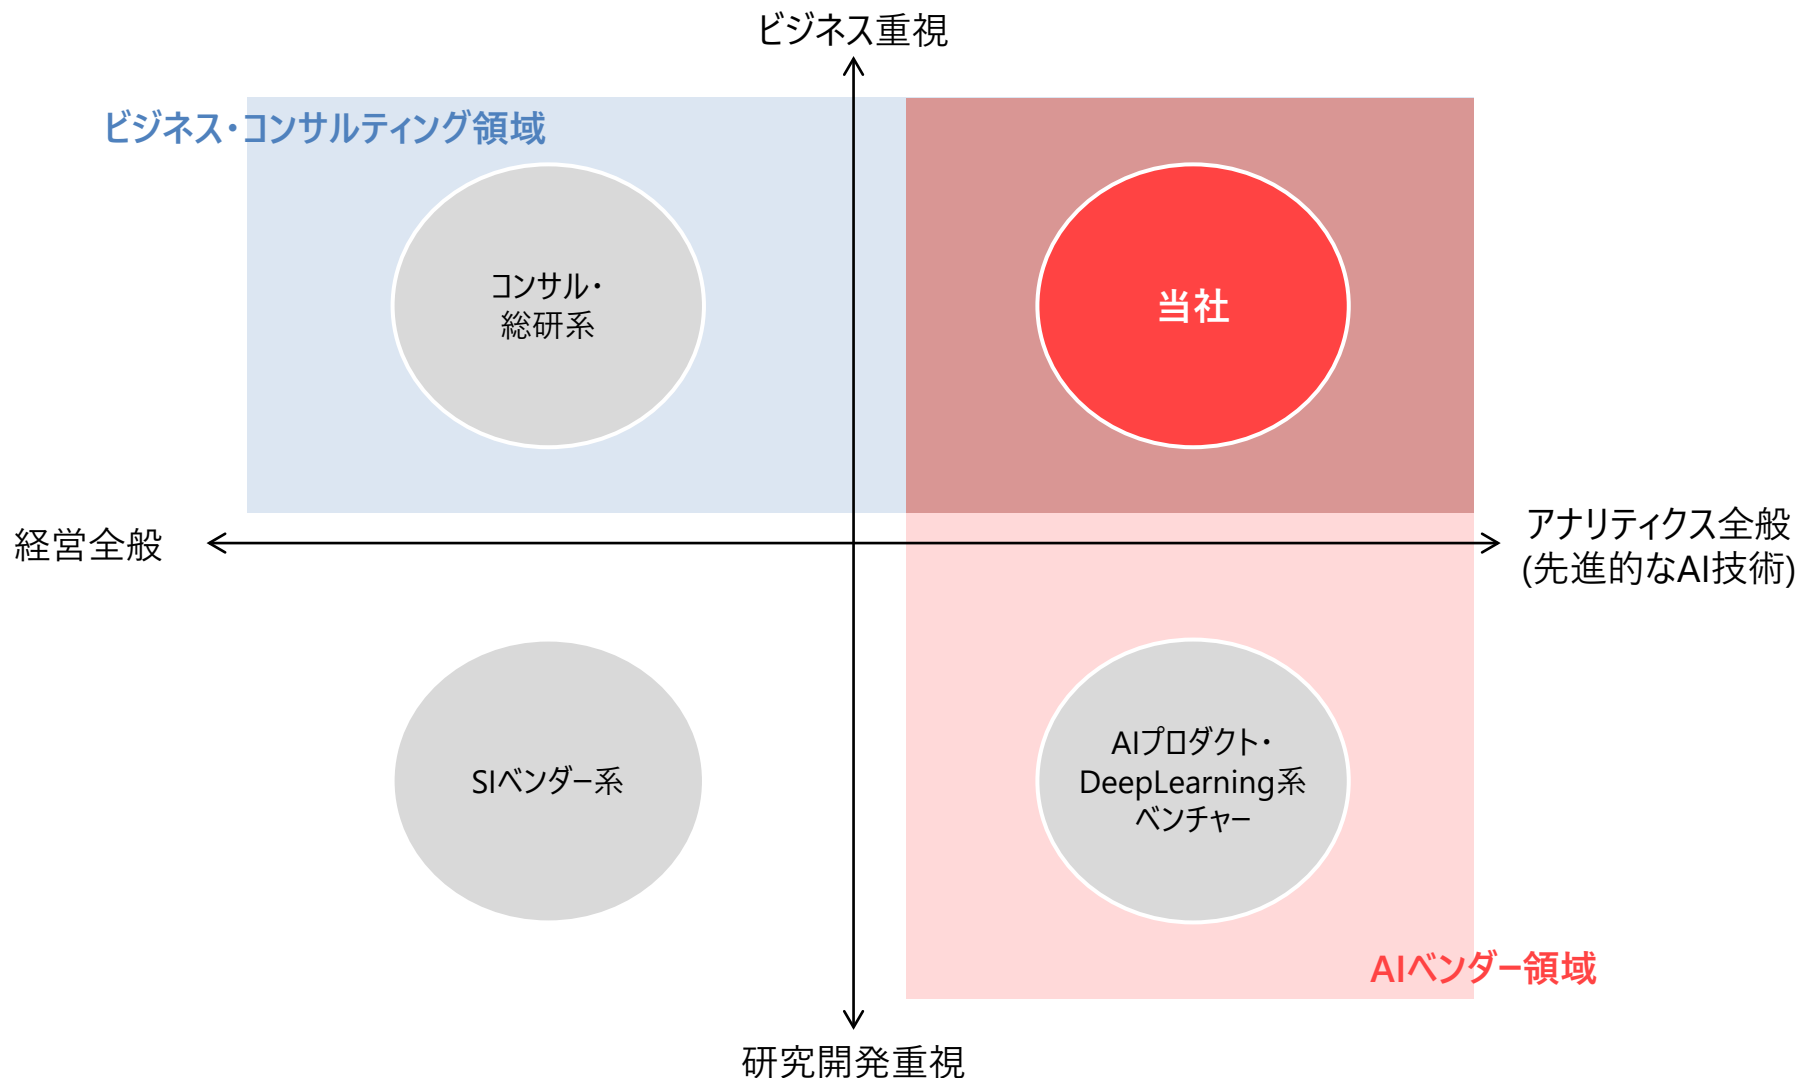 ビジネス重視
ビジネス・コンサルティング領域
コンサル・
総研系
当社
経営全般
アナリティクス全般
(先進的なAI技術)
SIベンダー系
AIプロダクト・
DeepLearning系
ベンチャー
AIベンダー領域
研究開発重視